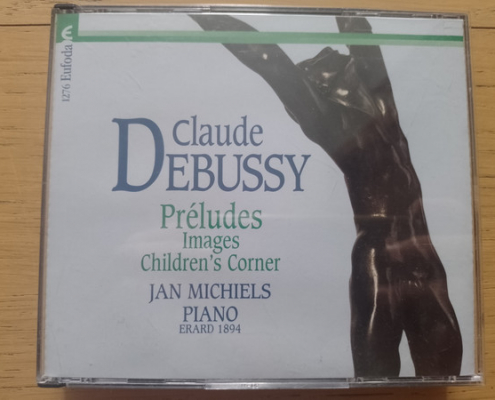 1276 Eufoda
Claude
DEBUSSY
Préludes
Images
Children's Corner
JAN MICHIELS
PIANO
ERARD 1894